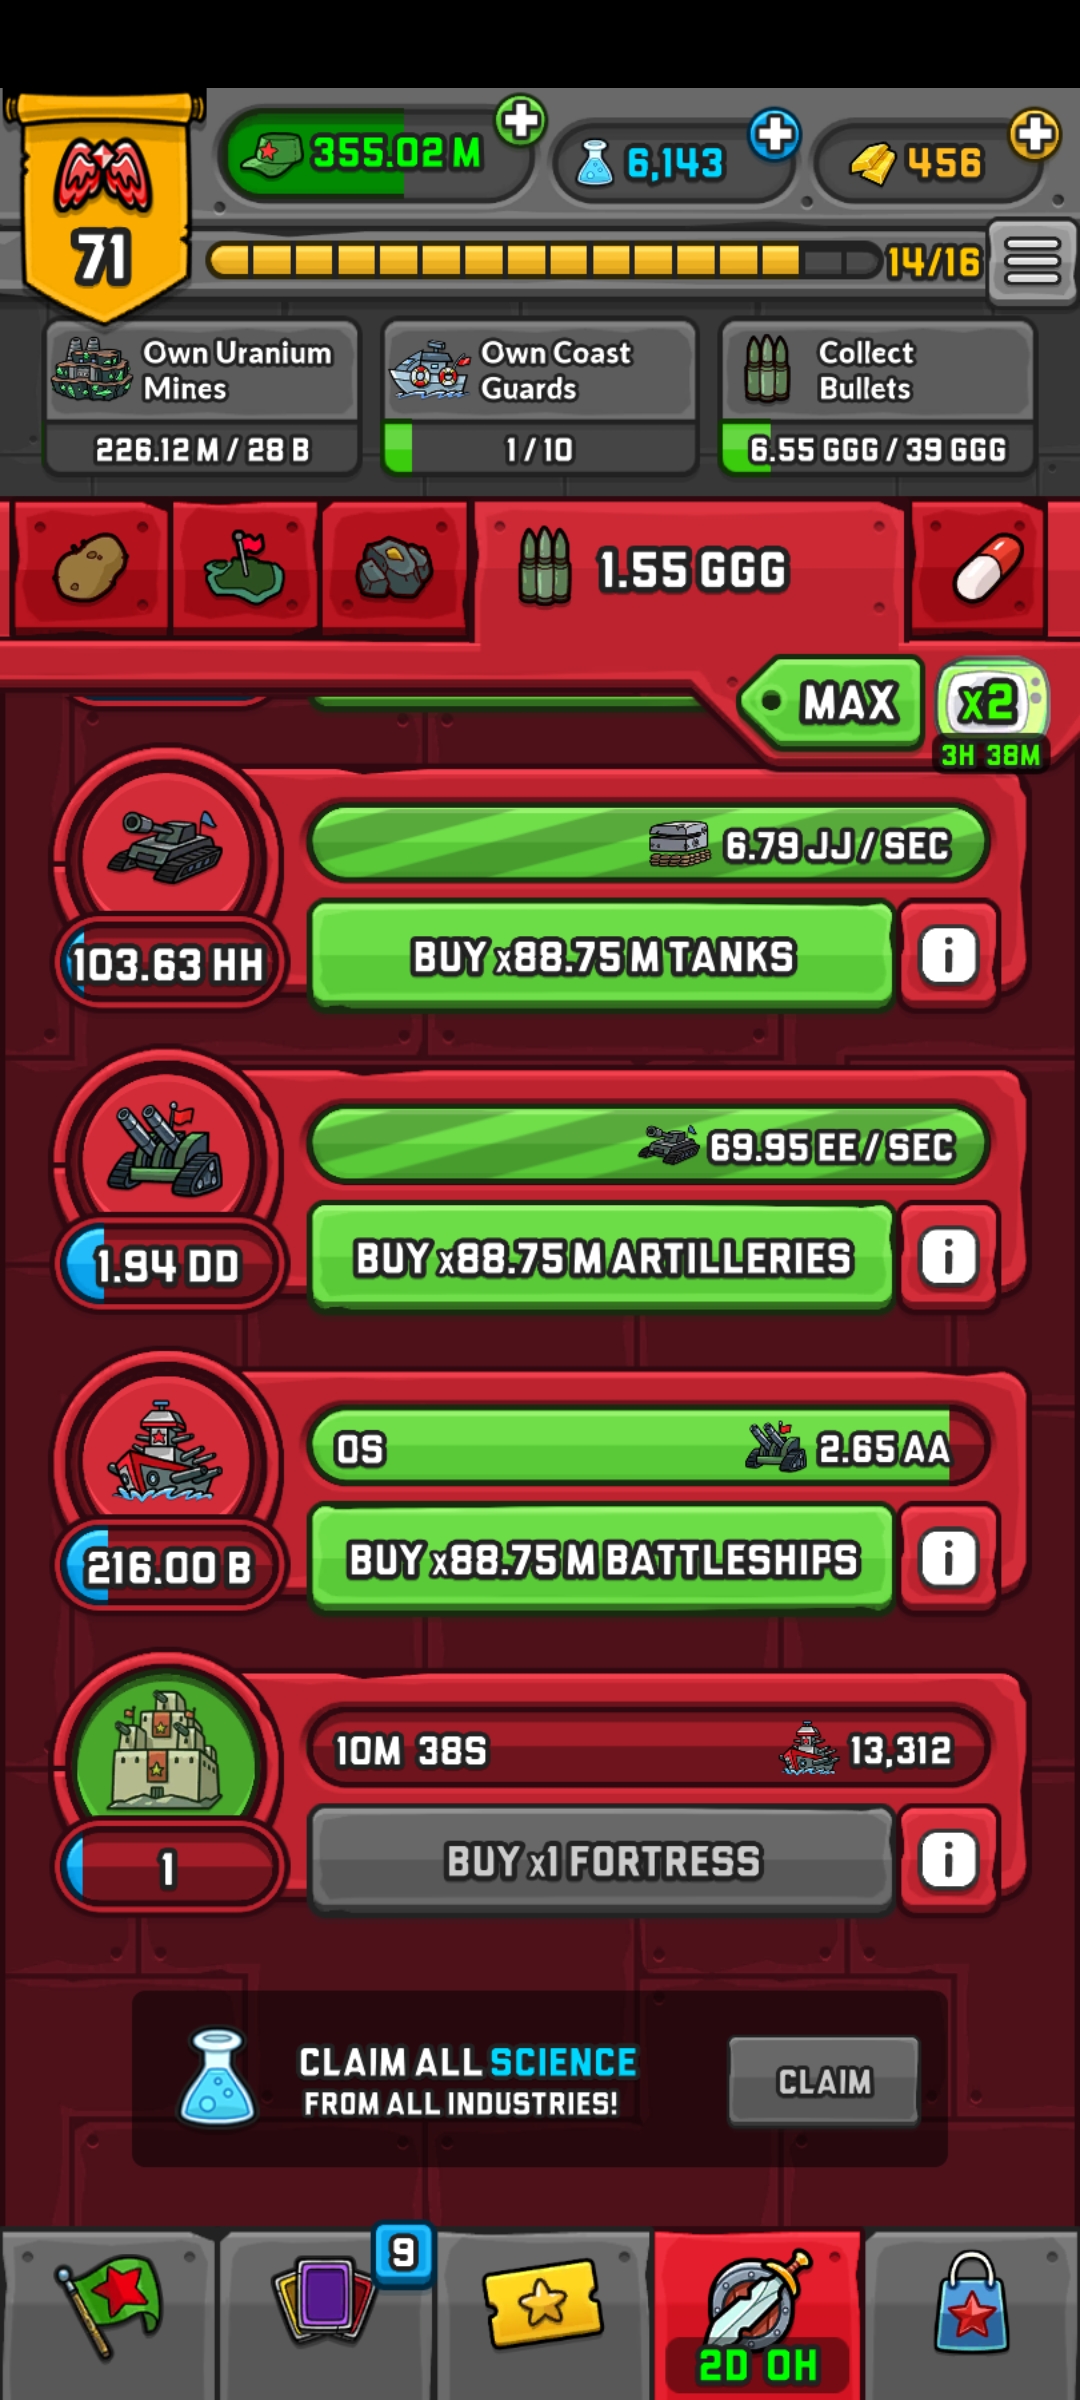 355.02 M
6,143
456
71
14/16
Own Uranium
Mines
226.12 M / 28 B
Own Coast
Guards
1 / 10
Collect
Bullets
6.55 GGG / 39 GGG
1.55 GGG
MAX
x2
3H 38M
6.79 JJ / SEC
103.63 HH
BUY x88.75 M TANKS
i
69.95 EE / SEC
1.94 DD
BUY x88.75 M ARTILLERIES
i
0S
2.65 AA
216.00 B
BUY x88.75 M BATTLESHIPS
i
10M 38S
13,312
1
BUY x1 FORTRESS
i
CLAIM ALL SCIENCE
FROM ALL INDUSTRIES!
CLAIM
9
2D 0H